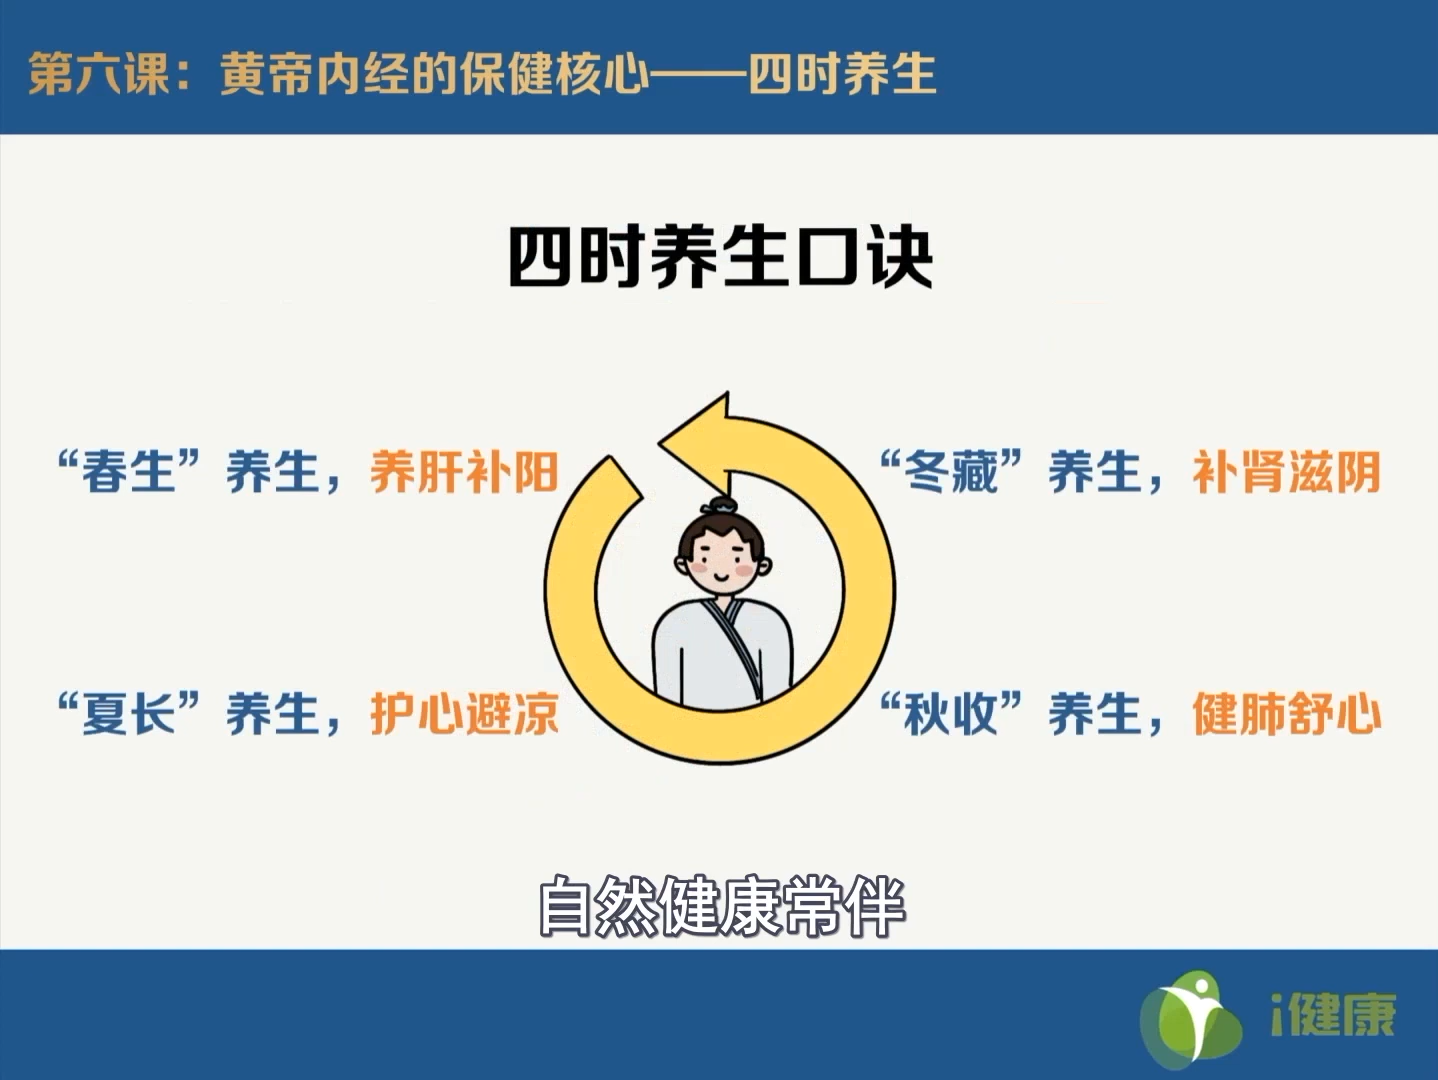 第六课：黄帝内经的保健核心——四时养生
四时养生口诀
“春生”养生，养肝补阳
“冬藏”养生，补肾滋阴
“夏长”养生，护心避凉
“秋收”养生，健肺舒心
自然健康常伴
i健康